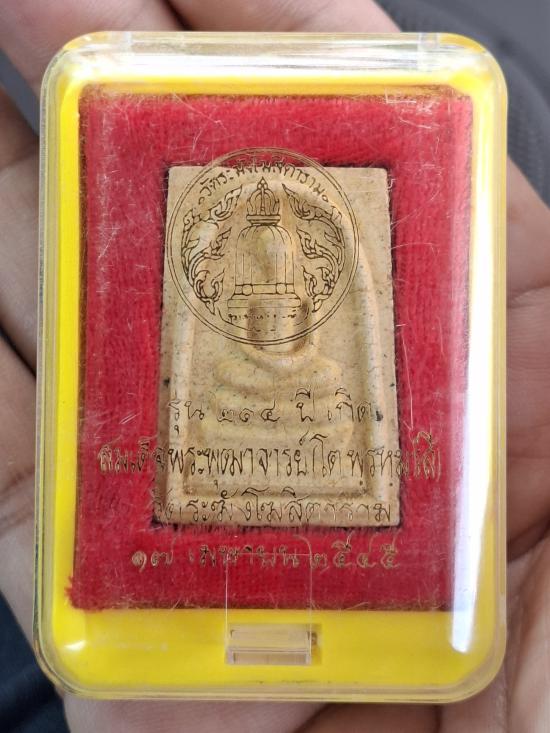 วัดระฆังโฆสิตาราม
รุ่น ๒๑๔ ปี เกิด
สมเด็จพระพุฒาจารย์(โต พรหมรังสี)
วัดระฆังโฆสิตาราม
๑๗ เมษายน ๒๕๔๕